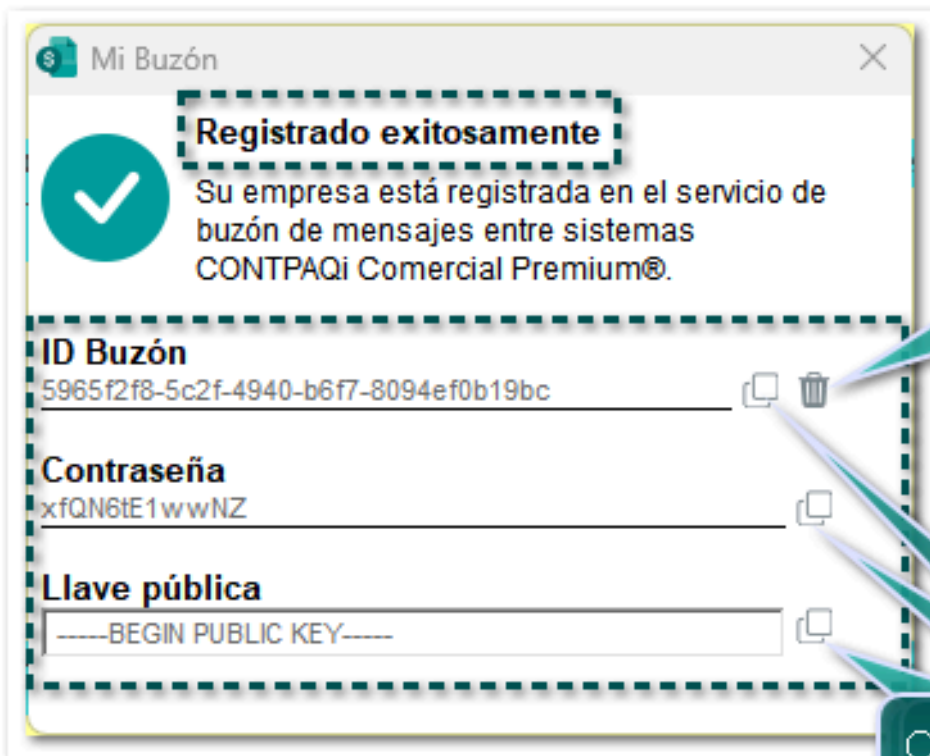 Mi Buzón
Registrado exitosamente
Su empresa está registrada en el servicio de
buzón de mensajes entre sistemas
CONTPAQi Comercial Premium®.
ID Buzón
5965f2f8-5c2f-4940-b6f7-8094ef0b19bc
Contraseña
xfQN6tE1wwNZ
Llave pública
-----BEGIN PUBLIC KEY-----